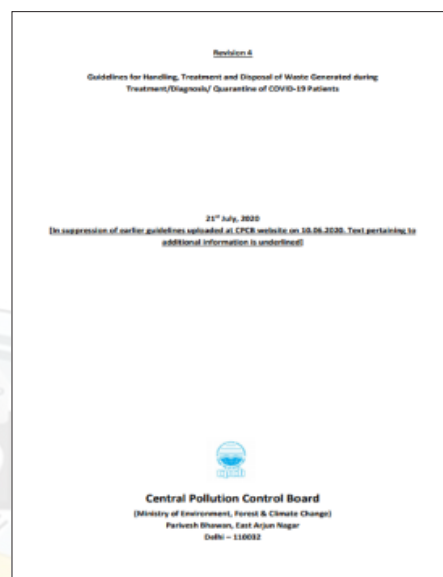 Revision 4
Guidelines for Handling, Treatment and Disposal of Waste Generated during
Treatment/Diagnosis/ Quarantine of COVID-19 Patients
21st July, 2020
[In suppression of earlier guidelines uploaded at CPCB website on 10.06.2020. Text pertaining to
additional information is underlined]
Central Pollution Control Board
(Ministry of Environment, Forest & Climate Change)
Parivesh Bhawan, East Arjun Nagar
Delhi – 110032